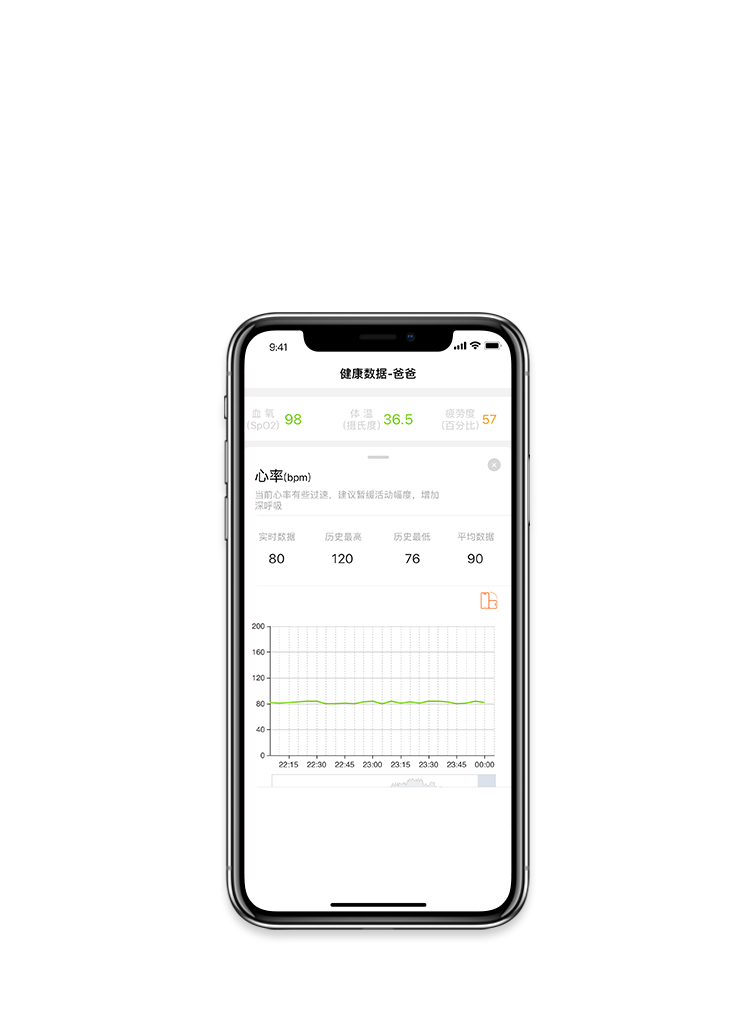 9:41
健康数据-爸爸
血 氧 98 体 温 36.5 疲劳度 57
(SpO2) (摄氏度) (百分比)
心率(bpm)
当前心率有些过速，建议暂缓活动幅度，增加
深呼吸
实时数据 历史最高 历史最低 平均数据
80 120 76 90
200
160
120
80
40
0
22:15 22:30 22:45 23:00 23:15 23:30 23:45 00:00